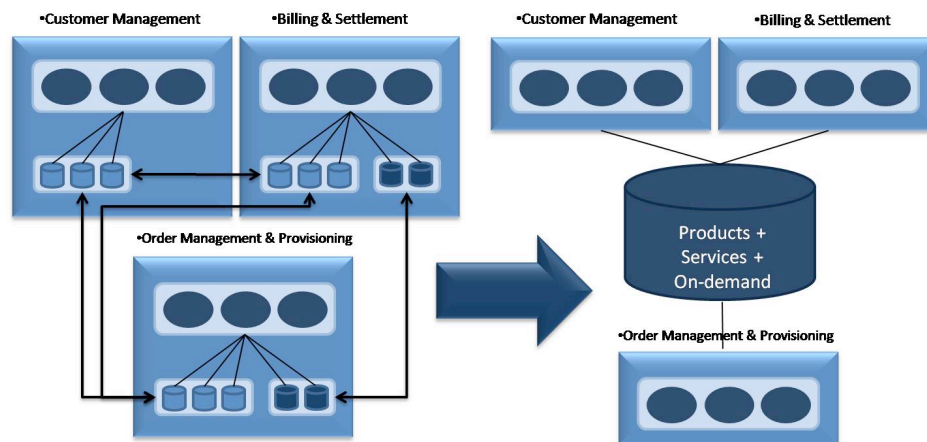 •Customer Management
•Billing & Settlement
•Order Management & Provisioning
•Customer Management
•Billing & Settlement
Products +
Services +
On-demand
•Order Management & Provisioning